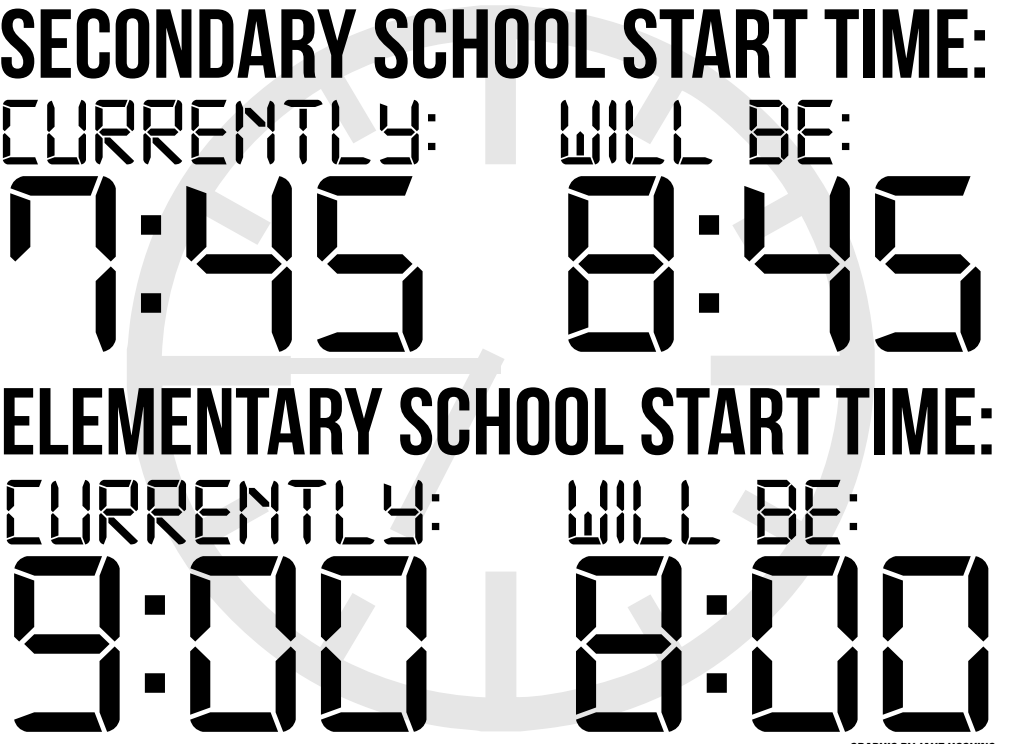 SECONDARY SCHOOL START TIME:
CURRENTLY: WILL BE:
7:45 8:45
ELEMENTARY SCHOOL START TIME:
CURRENTLY: WILL BE:
9:00 8:00